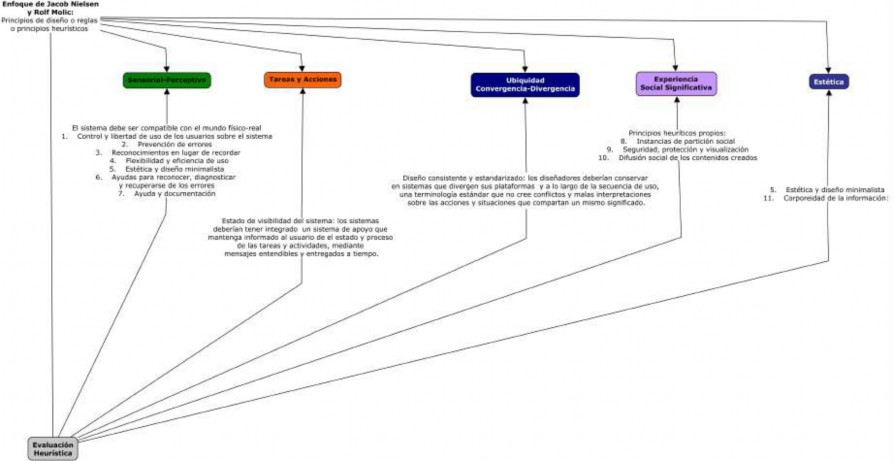 Enfoque de Jacob Nielsen
y Rolf Molic:
Principios de diseño o reglas
o principios heurísticos
Sensorial-Perceptivo
Tareas y Acciones
Ubiquidad
Convergencia-Divergencia
Experiencia
Social Significativa
Estética
El sistema debe ser compatible con el mundo físico-real
1. Control y libertad de uso de los usuarios sobre el sistema
2. Prevención de errores
3. Reconocimientos en lugar de recordar
4. Flexibilidad y eficiencia de uso
5. Estética y diseño minimalista
6. Ayudas para reconocer, diagnosticar
y recuperarse de los errores
7. Ayuda y documentación
Estado de visibilidad del sistema: los sistemas
deberían tener integrado un sistema de apoyo que
mantenga informado al usuario de el estado y proceso
de las tareas y actividades, mediante
mensajes entendibles y entregados a tiempo.
Diseño consistente y estandarizado: los diseñadores deberían conservar
en sistemas que divergen sus plataformas y a lo largo de la secuencia de uso,
una terminología estándar que no cree conflictos y malas interpretaciones
sobre las acciones y situaciones que compartan un mismo significado.
Principios heuríticos propios:
8. Instancias de partición social
9. Seguridad, protección y visualización
10. Difusión social de los contenidos creados
5. Estética y diseño minimalista
11. Corporeidad de la información:
Evaluación
Heurística